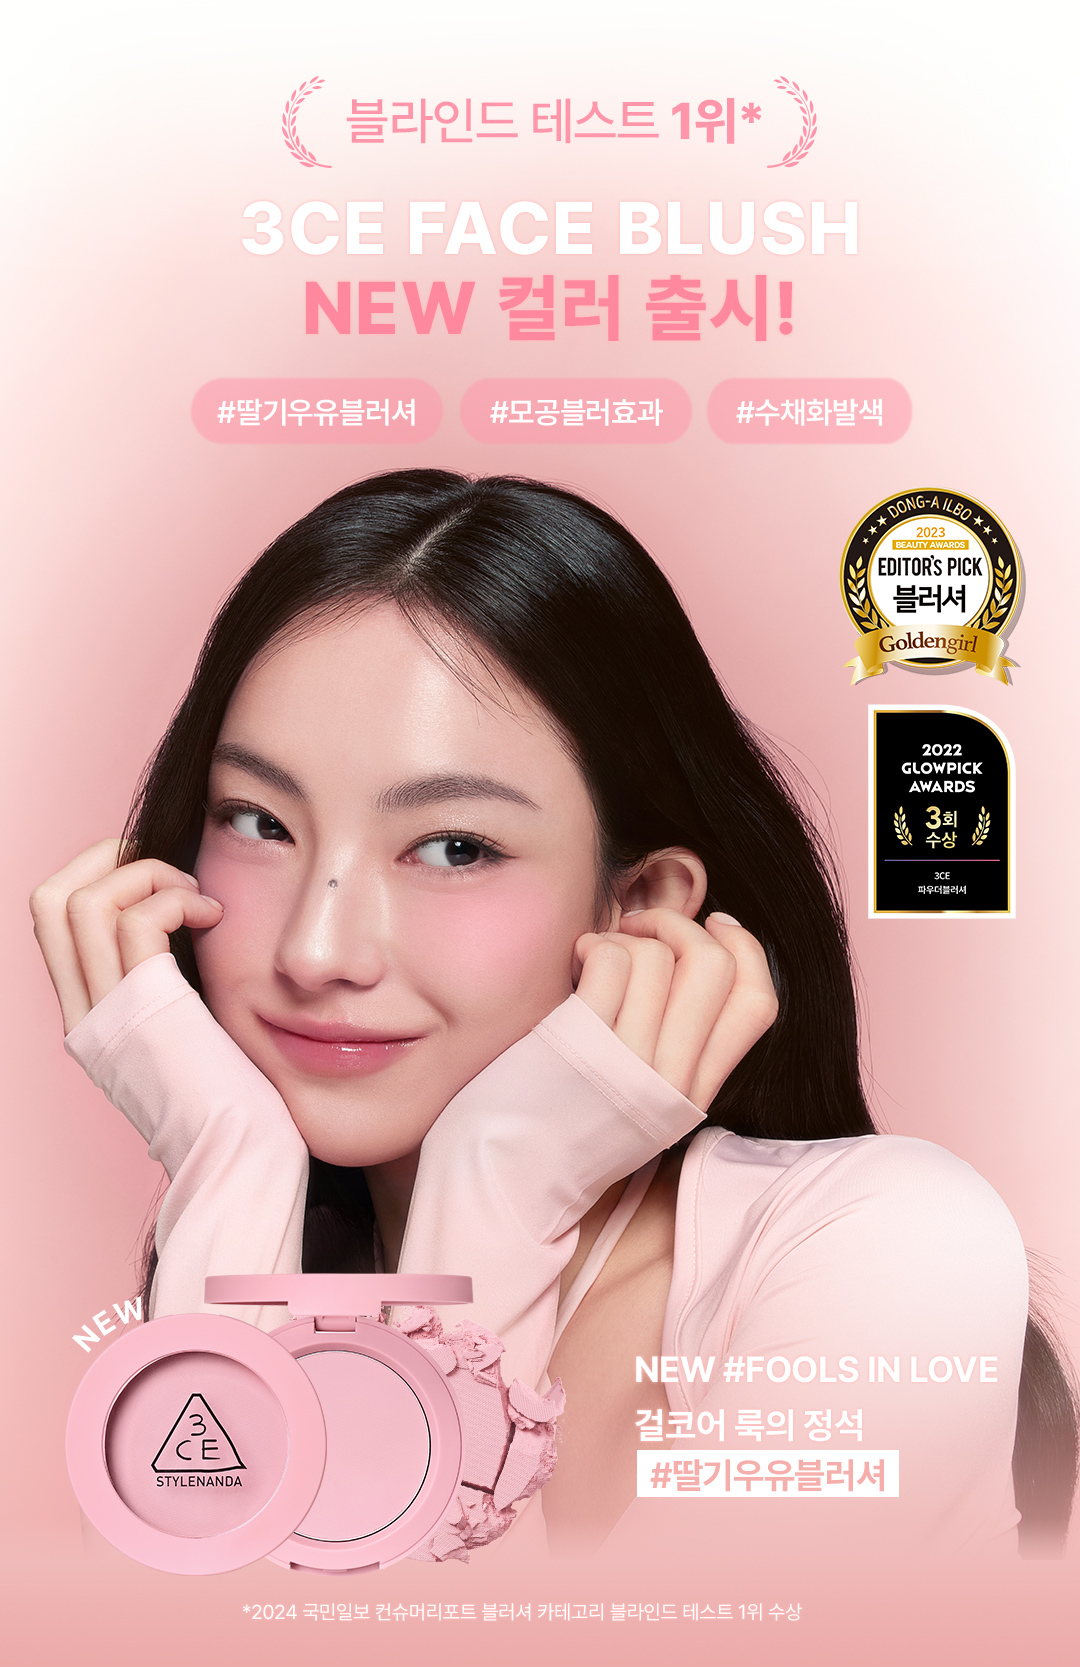 블라인드 테스트 1위*
3CE FACE BLUSH
NEW 컬러 출시!
#딸기우유블러셔 #모공블러효과 #수채화발색
DONG-A ILBO
2023
BEAUTY AWARDS
EDITOR'S PICK
블러셔
Goldengirl
2022
GLOWPICK
AWARDS
3회
수상
3CE
파우더블러셔
NEW
3
CE
STYLENANDA
NEW #FOOLS IN LOVE
걸코어 룩의 정석
#딸기우유블러셔
*2024 국민일보 컨슈머리포트 블러셔 카테고리 블라인드 테스트 1위 수상